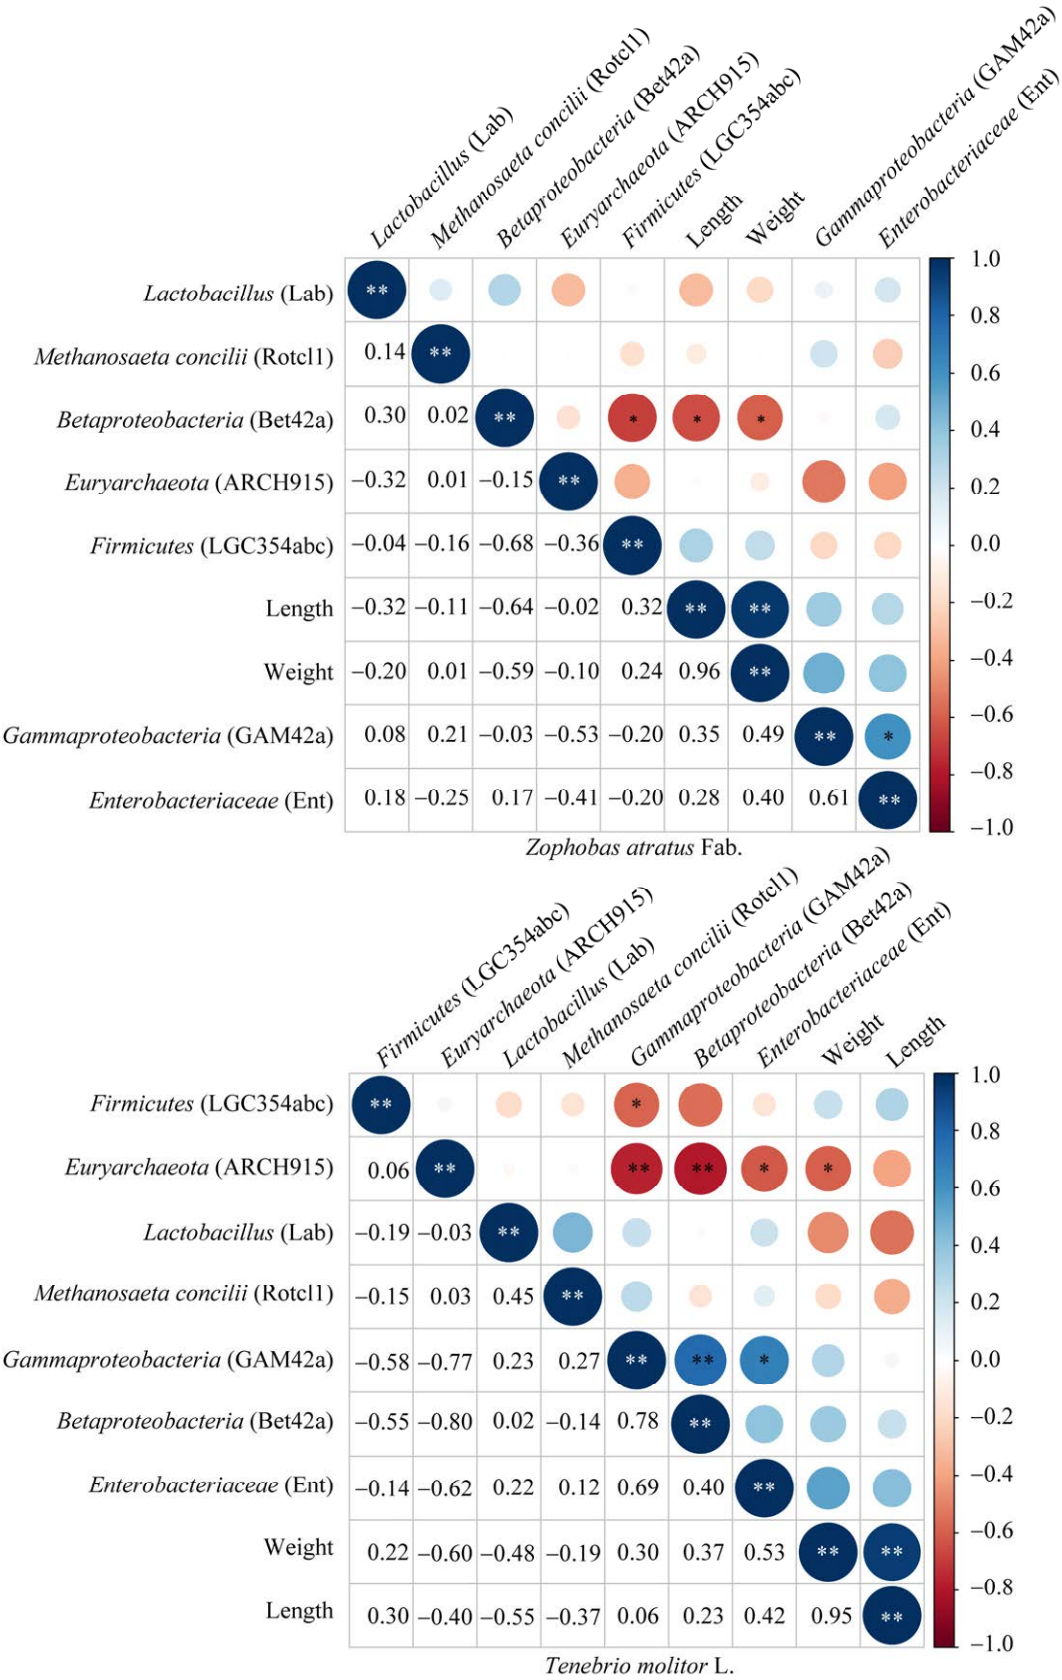 Lactobacillus (Lab)
Methanosaeta concilii (Rotcl1)
Betaproteobacteria (Bet42a)
Euryarchaeota (ARCH915)
Firmicutes (LGC354abc)
Length
Weight
Gammaproteobacteria (GAM42a)
Enterobacteriaceae (Ent)
Lactobacillus (Lab) **
1.0
Methanosaeta concilii (Rotcl1) 0.14 **
0.8
Betaproteobacteria (Bet42a) 0.30 0.02 ** * * *
0.6
0.4
Euryarchaeota (ARCH915) −0.32 0.01 −0.15 **
0.2
Firmicutes (LGC354abc) −0.04 −0.16 −0.68 −0.36 **
0.0
Length −0.32 −0.11 −0.64 −0.02 0.32 ** **
−0.2
Weight −0.20 0.01 −0.59 −0.10 0.24 0.96 **
−0.4
Gammaproteobacteria (GAM42a) 0.08 0.21 −0.03 −0.53 −0.20 0.35 0.49 ** *
−0.6
−0.8
Enterobacteriaceae (Ent) 0.18 −0.25 0.17 −0.41 −0.20 0.28 0.40 0.61 **
−1.0
Zophobas atratus Fab.
Firmicutes (LGC354abc)
Euryarchaeota (ARCH915)
Lactobacillus (Lab)
Methanosaeta concilii (Rotcl1)
Gammaproteobacteria (GAM42a)
Betaproteobacteria (Bet42a)
Enterobacteriaceae (Ent)
Weight
Length
Firmicutes (LGC354abc) ** *
1.0
Euryarchaeota (ARCH915) 0.06 ** ** ** * *
0.8
0.6
Lactobacillus (Lab) −0.19 −0.03 **
0.4
Methanosaeta concilii (Rotcl1) −0.15 0.03 0.45 **
0.2
Gammaproteobacteria (GAM42a) −0.58 −0.77 0.23 0.27 ** ** *
0.0
Betaproteobacteria (Bet42a) −0.55 −0.80 0.02 −0.14 0.78 **
−0.2
Enterobacteriaceae (Ent) −0.14 −0.62 0.22 0.12 0.69 0.40 **
−0.4
−0.6
Weight 0.22 −0.60 −0.48 −0.19 0.30 0.37 0.53 ** **
−0.8
Length 0.30 −0.40 −0.55 −0.37 0.06 0.23 0.42 0.95 **
−1.0
Tenebrio molitor L.